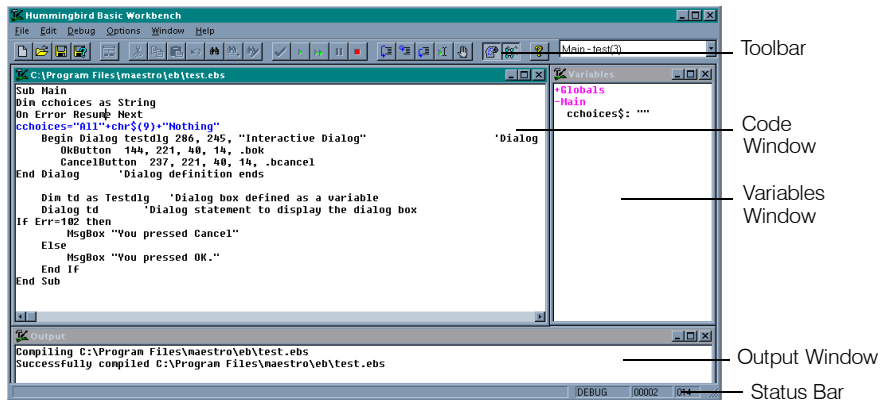 Hummingbird Basic Workbench
File Edit Debug Options Window Help
Main - test(3)
Toolbar
C:\Program Files\maestro\eb\test.ebs
Variables
Sub Main
Dim cchoices as String
On Error Resume Next
cchoices="All"+chr$(9)+"Nothing"
Begin Dialog testdlg 286, 245, "Interactive Dialog" 'Dialog
OkButton 144, 221, 40, 14, .bok
CancelButton 237, 221, 40, 14, .bcancel
End Dialog 'Dialog definition ends
Dim td as Testdlg 'Dialog box defined as a variable
Dialog td 'Dialog statement to display the dialog box
If Err=102 then
MsgBox "You pressed Cancel"
Else
MsgBox "You pressed OK."
End If
End Sub
+Globals
-Main
cchoices$: ""
Code
Window
Variables
Window
Output
Compiling C:\Program Files\maestro\eb\test.ebs
Successfully compiled C:\Program Files\maestro\eb\test.ebs
Output Window
DEBUG 00002 014
Status Bar